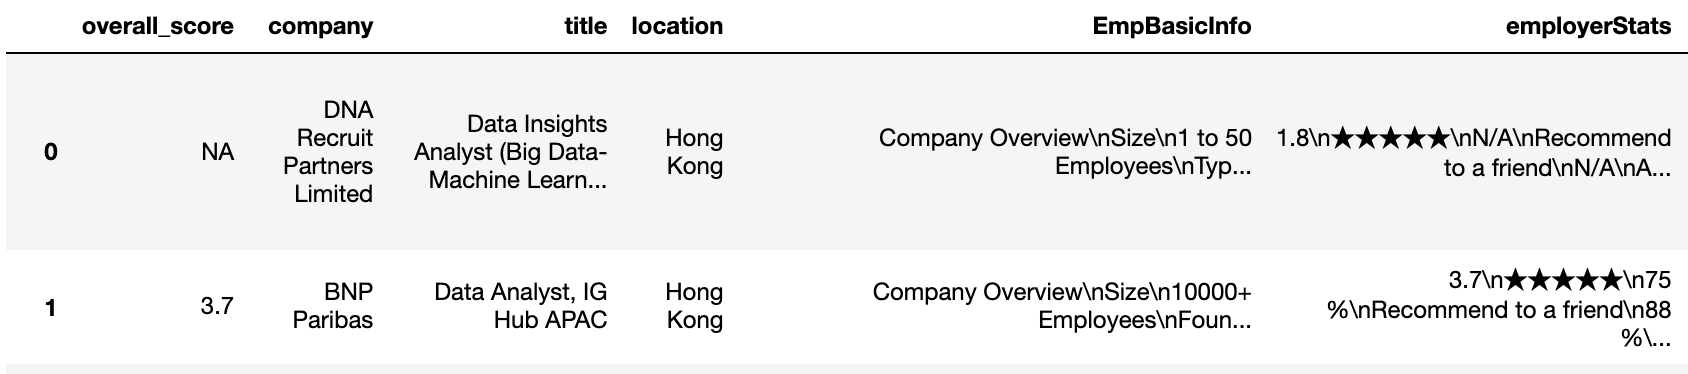 overall_score company title location EmpBasicInfo employerStats
0 NA DNA Recruit Partners Limited Data Insights Analyst (Big Data-Machine Learn... Hong Kong Company Overview\nSize\n1 to 50 Employees\nTyp... 1.8\n★★★★★\nN/A\nRecommend to a friend\nN/A\nA...
1 3.7 BNP Paribas Data Analyst, IG Hub APAC Hong Kong Company Overview\nSize\n10000+ Employees\nFoun... 3.7\n★★★★★\n75 %\nRecommend to a friend\n88 %\...